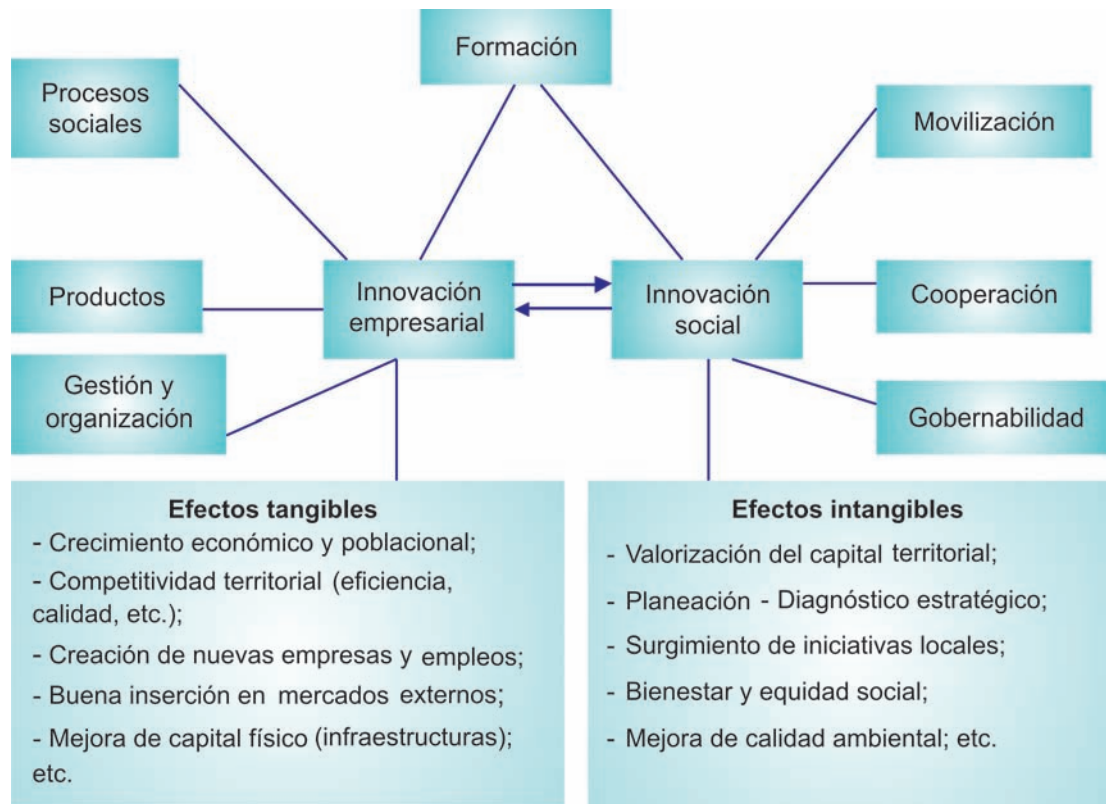 Formación
Procesos
sociales
Movilización
Productos
Innovación
empresarial
Innovación
social
Cooperación
Gestión y
organización
Gobernabilidad
Efectos tangibles
- Crecimiento económico y poblacional;
- Competitividad territorial (eficiencia,
calidad, etc.);
- Creación de nuevas empresas y empleos;
- Buena inserción en mercados externos;
- Mejora de capital físico (infraestructuras);
etc.
Efectos intangibles
- Valorización del capital territorial;
- Planeación - Diagnóstico estratégico;
- Surgimiento de iniciativas locales;
- Bienestar y equidad social;
- Mejora de calidad ambiental; etc.